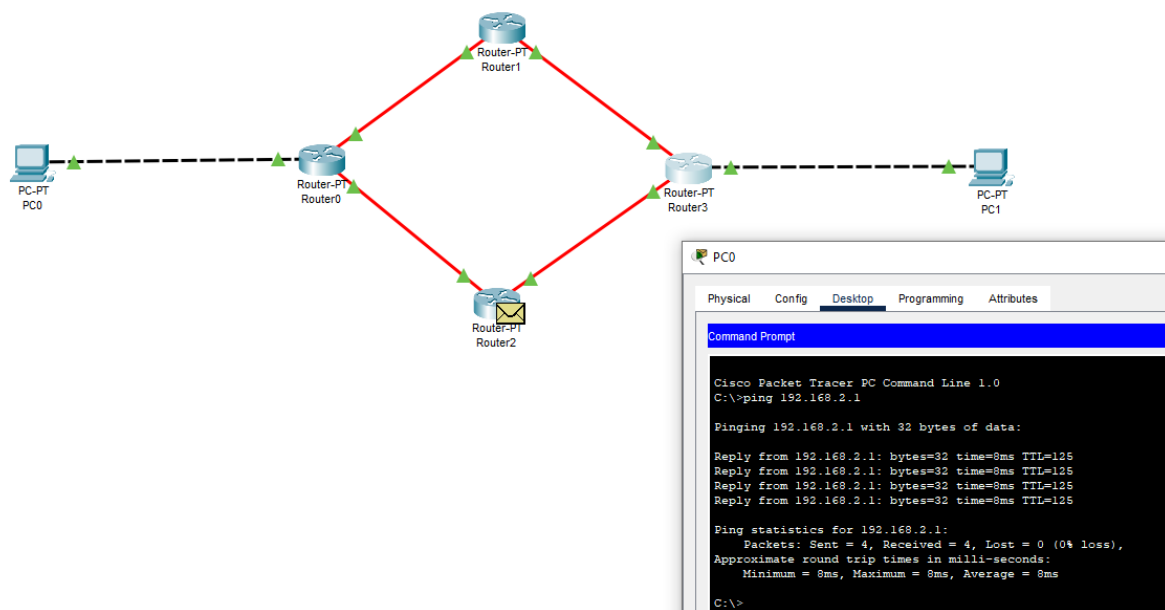 Router-PT
Router1
PC-PT
PC0
Router-PT
Router0
Router-PT
Router3
PC-PT
PC1
Router-PT
Router2
PC0
Physical Config Desktop Programming Attributes
Command Prompt
Cisco Packet Tracer PC Command Line 1.0
C:\>ping 192.168.2.1
Pinging 192.168.2.1 with 32 bytes of data:
Reply from 192.168.2.1: bytes=32 time=8ms TTL=125
Reply from 192.168.2.1: bytes=32 time=8ms TTL=125
Reply from 192.168.2.1: bytes=32 time=8ms TTL=125
Reply from 192.168.2.1: bytes=32 time=8ms TTL=125
Ping statistics for 192.168.2.1:
Packets: Sent = 4, Received = 4, Lost = 0 (0% loss),
Approximate round trip times in milli-seconds:
Minimum = 8ms, Maximum = 8ms, Average = 8ms
C:\>